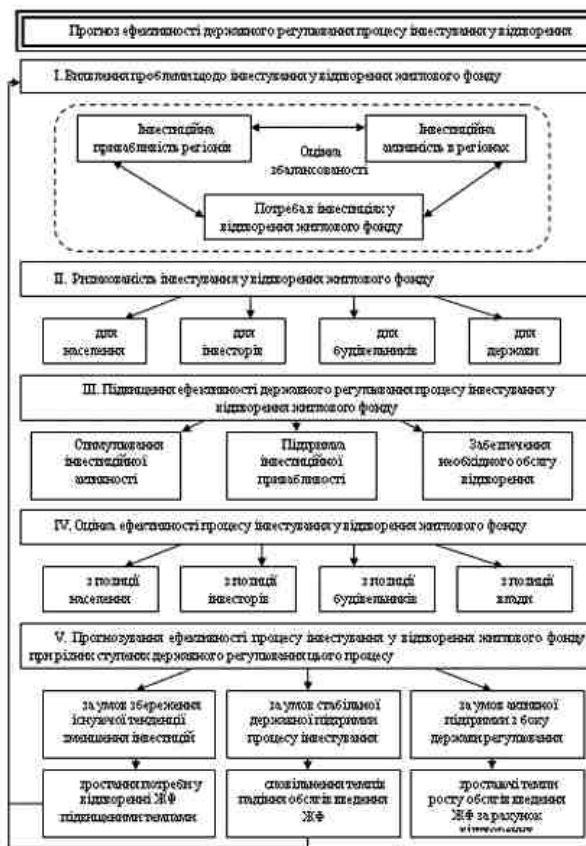 Прогноз ефективності державного регулювання процесу інвестування у відтворення
I. Виявлення проблеми щодо інвестування у відтворення житлового фонду
Інвестиційна
привабливість регіонів
Інвестиційна
активність в регіонах
Оцінка
збалансованості
Потреба в інвестиціях у
відтворення житлового фонду
II. Ризикованість інвестування у відтворення житлового фонду
для
населення
для
інвесторів
для
будівельників
для
держави
III. Підвищення ефективності державного регулювання процесу інвестування у
відтворення житлового фонду
Стимулювання
інвестиційної
активності
Підтримка
інвестиційної
привабливості
Забезпечення
необхідного обсягу
відтворення
IV. Оцінка ефективності процесу інвестування у відтворення житлового фонду
з позиції
населення
з позиції
інвесторів
з позиції
будівельників
з позиції
влади
V. Прогнозування ефективності процесу інвестування у відтворення житлового фонду
при різних ступенях державного регулювання цього процесу
за умов збереження
існуючої тенденції
зменшення інвестицій
за умов стабільної
державної підтримки
процесу інвестування
за умов активної
підтримки з боку
держави регулювання
зростання потреби у
відтворенні ЖФ
підвищеними темпами
сповільнення темпів
падіння обсягів введення
ЖФ
зростаючі темпи
росту обсягів введення
ЖФ за рахунок
відтворення